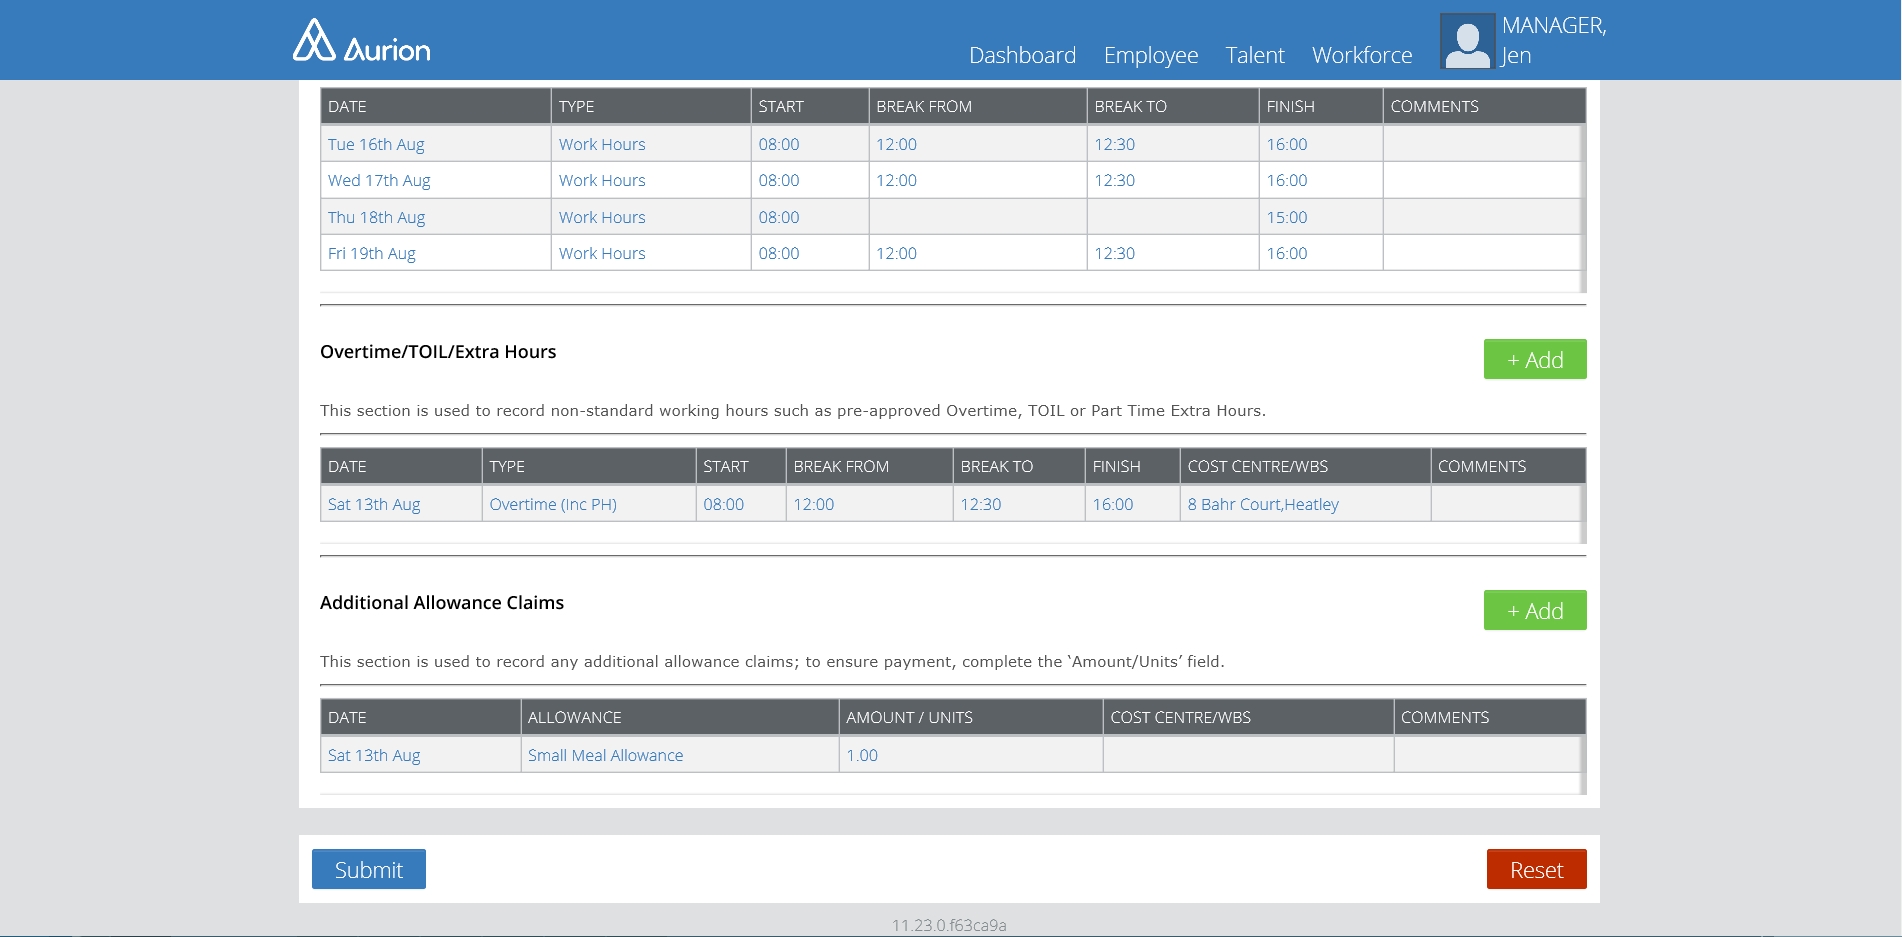 Aurion
Dashboard Employee Talent Workforce MANAGER, Jen
DATE TYPE START BREAK FROM BREAK TO FINISH COMMENTS
Tue 16th Aug Work Hours 08:00 12:00 12:30 16:00
Wed 17th Aug Work Hours 08:00 12:00 12:30 16:00
Thu 18th Aug Work Hours 08:00 15:00
Fri 19th Aug Work Hours 08:00 12:00 12:30 16:00
Overtime/TOIL/Extra Hours
+ Add
This section is used to record non-standard working hours such as pre-approved Overtime, TOIL or Part Time Extra Hours.
DATE TYPE START BREAK FROM BREAK TO FINISH COST CENTRE/WBS COMMENTS
Sat 13th Aug Overtime (Inc PH) 08:00 12:00 12:30 16:00 8 Bahr Court,Heatley
Additional Allowance Claims
+ Add
This section is used to record any additional allowance claims; to ensure payment, complete the ‘Amount/Units’ field.
DATE ALLOWANCE AMOUNT / UNITS COST CENTRE/WBS COMMENTS
Sat 13th Aug Small Meal Allowance 1.00
Submit Reset
11.23.0.f63ca9a